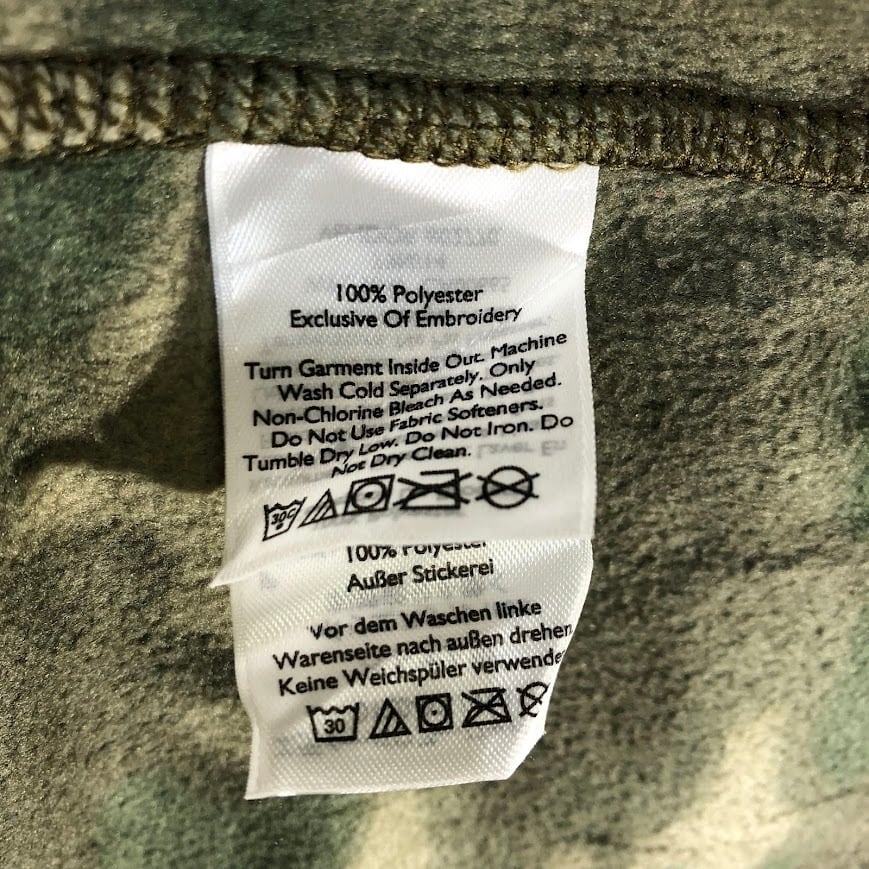 100% Polyester
Exclusive Of Embroidery
Turn Garment Inside Out. Machine
Wash Cold Separately. Only
Non-Chlorine Bleach As Needed.
Do Not Use Fabric Softeners.
Tumble Dry Low. Do Not Iron. Do
Not Dry Clean.
30C
100% Polyester
Außer Stickerei
Vor dem Waschen linke
Warenseite nach außen drehen
Keine Weichspüler verwende
30